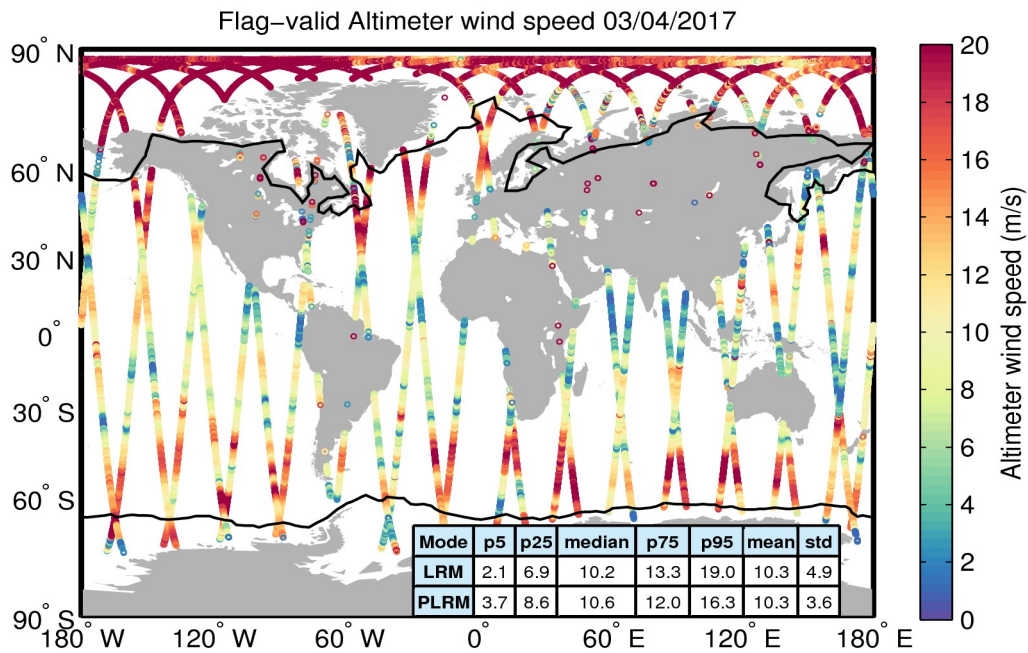 Flag−valid Altimeter wind speed 03/04/2017
90° N
60° N
30° N
0°
30° S
60° S
90° S
180° W
120° W
60° W
0°
60° E
120° E
180° E
Mode p5 p25 median p75 p95 mean std
LRM 2.1 6.9 10.2 13.3 19.0 10.3 4.9
PLRM 3.7 8.6 10.6 12.0 16.3 10.3 3.6
20
18
16
14
12
10
8
6
4
2
0
Altimeter wind speed (m/s)